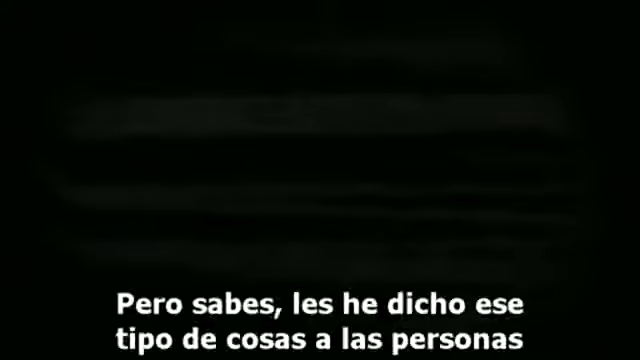 Pero sabes, les he dicho ese
tipo de cosas a las personas